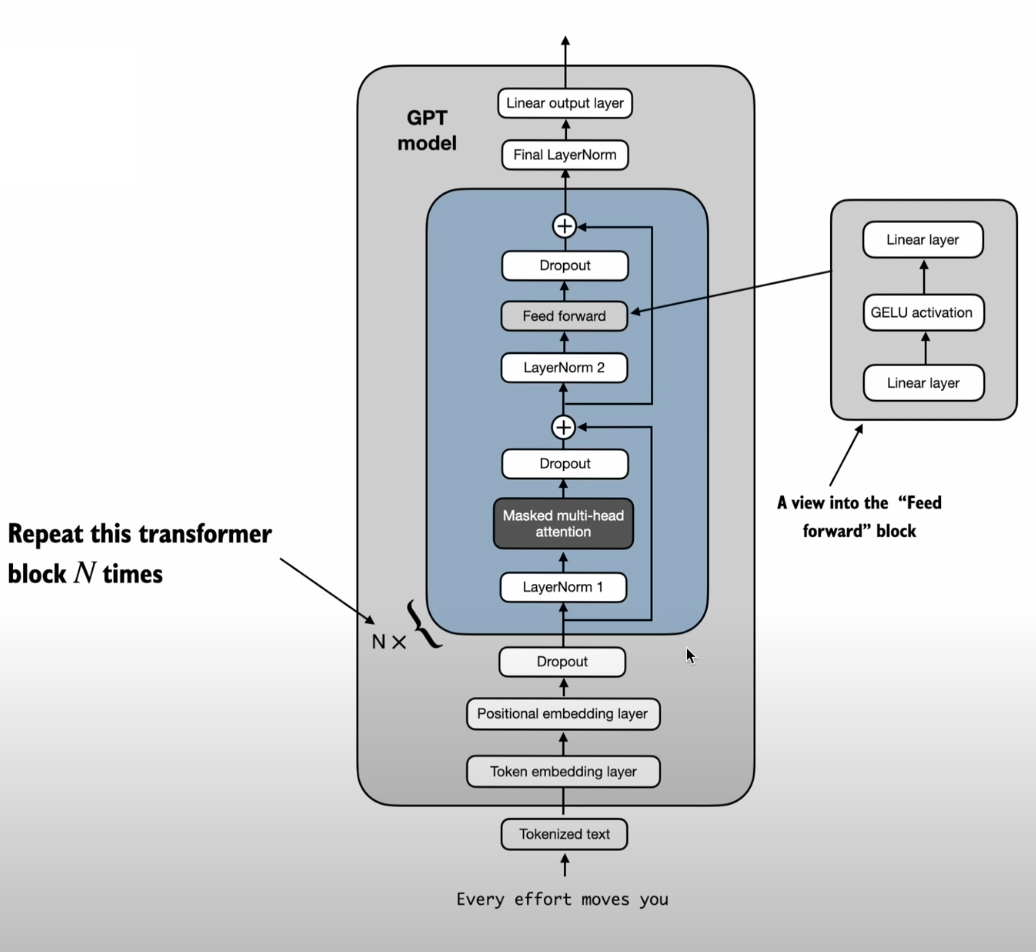 GPT
model
Linear output layer
Final LayerNorm
+
Dropout
Feed forward
LayerNorm 2
+
Dropout
Masked multi-head
attention
LayerNorm 1
N ×
{
Dropout
Positional embedding layer
Token embedding layer
Tokenized text
Every effort moves you
Repeat this transformer
block N times
Linear layer
GELU activation
Linear layer
A view into the “Feed
forward” block